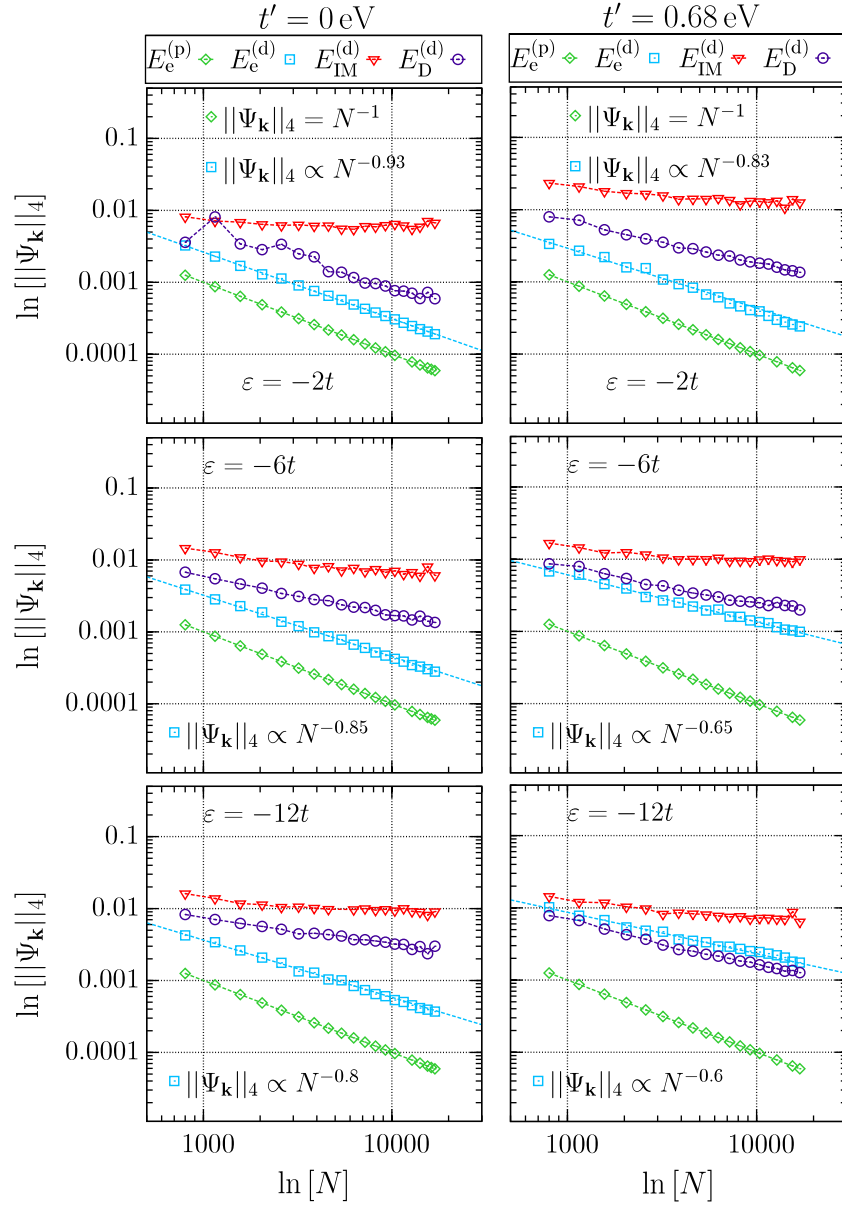 t′ = 0 eV
t′ = 0.68 eV
E_e^(p) E_e^(d) E_IM^(d) E_D^(d)
E_e^(p) E_e^(d) E_IM^(d) E_D^(d)
||Ψ_k||_4 = N^−1
||Ψ_k||_4 ∝ N^−0.93
ε = −2t
||Ψ_k||_4 = N^−1
||Ψ_k||_4 ∝ N^−0.83
ε = −2t
ln [||Ψ_k||_4]
0.1
0.01
0.001
0.0001
ε = −6t
||Ψ_k||_4 ∝ N^−0.85
ε = −6t
||Ψ_k||_4 ∝ N^−0.65
ln [||Ψ_k||_4]
0.1
0.01
0.001
0.0001
ε = −12t
||Ψ_k||_4 ∝ N^−0.8
ε = −12t
||Ψ_k||_4 ∝ N^−0.6
ln [||Ψ_k||_4]
0.1
0.01
0.001
0.0001
1000 10000
1000 10000
ln [N]
ln [N]